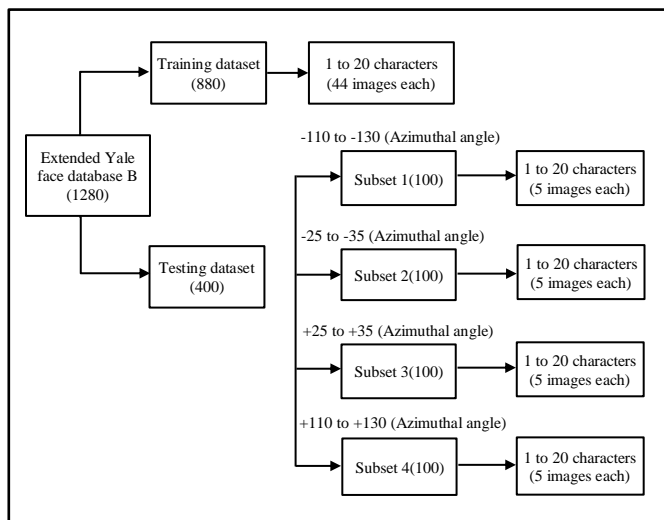 Training dataset
(880)
1 to 20 characters
(44 images each)
Extended Yale
face database B
(1280)
Testing dataset
(400)
-110 to -130 (Azimuthal angle)
Subset 1(100)
1 to 20 characters
(5 images each)
-25 to -35 (Azimuthal angle)
Subset 2(100)
1 to 20 characters
(5 images each)
+25 to +35 (Azimuthal angle)
Subset 3(100)
1 to 20 characters
(5 images each)
+110 to +130 (Azimuthal angle)
Subset 4(100)
1 to 20 characters
(5 images each)